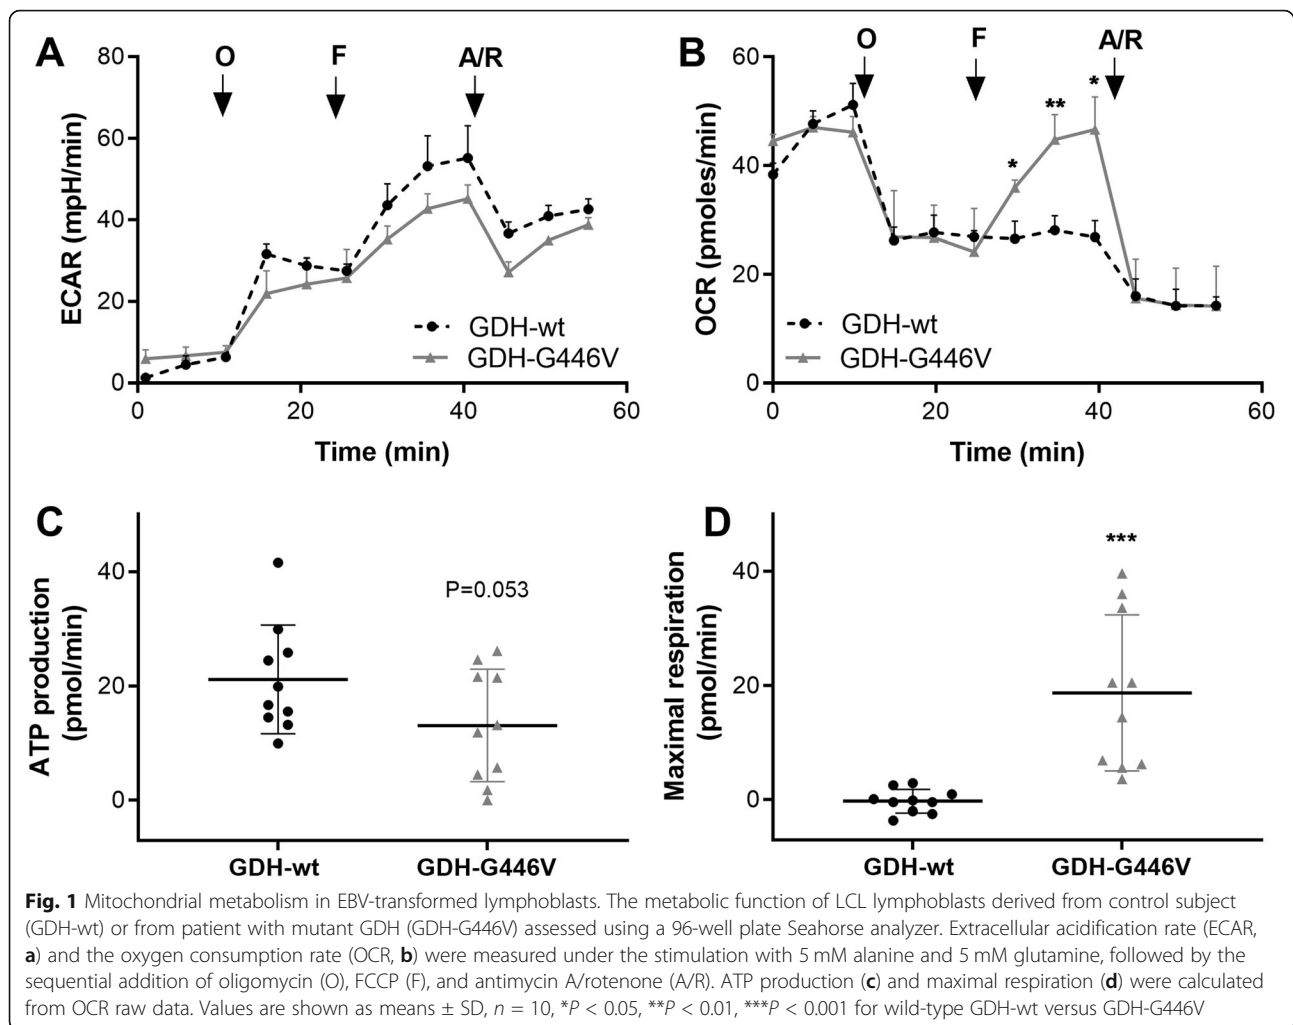 A
O
F
A/R
80
60
40
20
0
ECAR (mpH/min)
GDH-wt
GDH-G446V
0
20
40
60
Time (min)
B
O
F
A/R
60
40
20
0
OCR (pmoles/min)
*
**
*
GDH-wt
GDH-G446V
0
20
40
60
Time (min)
C
40
20
0
ATP production
(pmol/min)
P=0.053
GDH-wt
GDH-G446V
D
40
20
0
Maximal respiration
(pmol/min)
***
GDH-wt
GDH-G446V
Fig. 1 Mitochondrial metabolism in EBV-transformed lymphoblasts. The metabolic function of LCL lymphoblasts derived from control subject
(GDH-wt) or from patient with mutant GDH (GDH-G446V) assessed using a 96-well plate Seahorse analyzer. Extracellular acidification rate (ECAR,
a) and the oxygen consumption rate (OCR, b) were measured under the stimulation with 5 mM alanine and 5 mM glutamine, followed by the
sequential addition of oligomycin (O), FCCP (F), and antimycin A/rotenone (A/R). ATP production (c) and maximal respiration (d) were calculated
from OCR raw data. Values are shown as means ± SD, n = 10, *P < 0.05, **P < 0.01, ***P < 0.001 for wild-type GDH-wt versus GDH-G446V